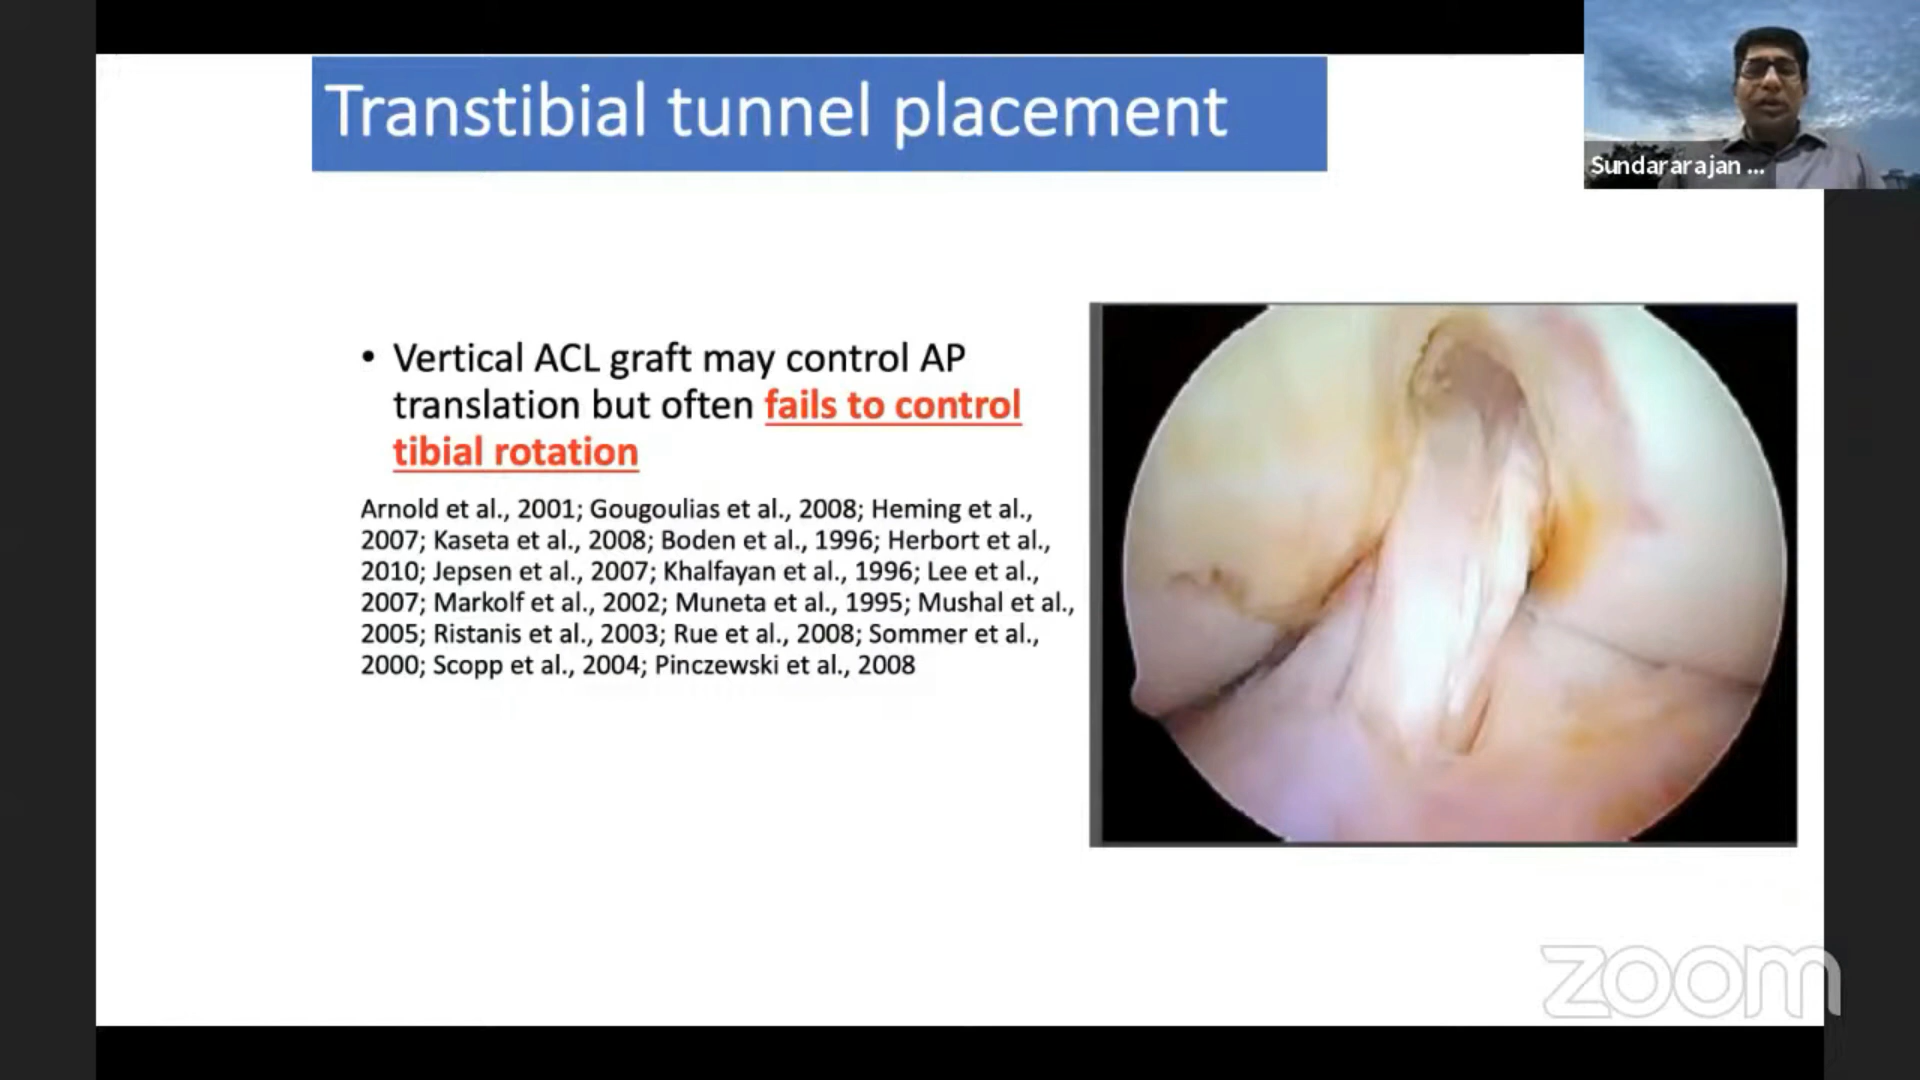 Transtibial tunnel placement
Sundararajan ...
• Vertical ACL graft may control AP
translation but often fails to control
tibial rotation
Arnold et al., 2001; Gougoulias et al., 2008; Heming et al.,
2007; Kaseta et al., 2008; Boden et al., 1996; Herbort et al.,
2010; Jepsen et al., 2007; Khalfayan et al., 1996; Lee et al.,
2007; Markolf et al., 2002; Muneta et al., 1995; Mushal et al.,
2005; Ristanis et al., 2003; Rue et al., 2008; Sommer et al.,
2000; Scopp et al., 2004; Pinczewski et al., 2008
zoom